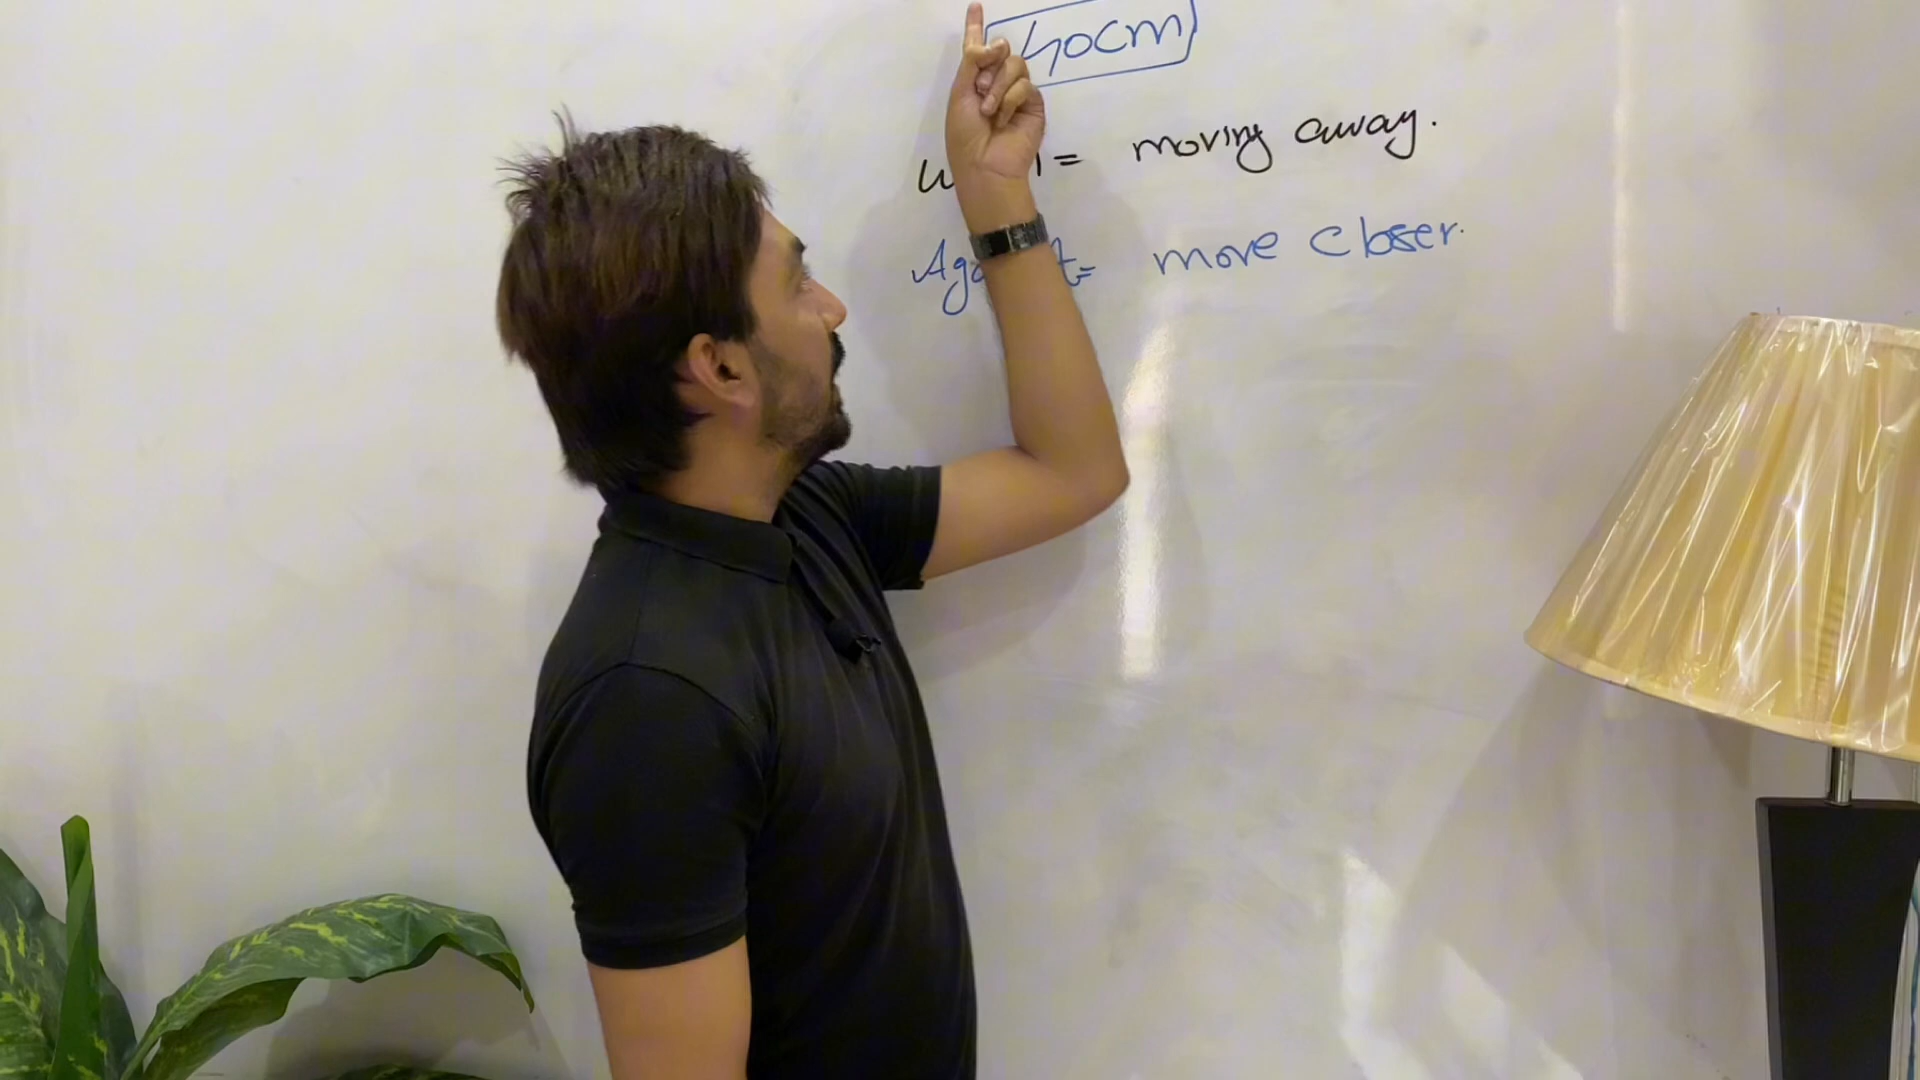 40cm
= moving away.
= move closer.